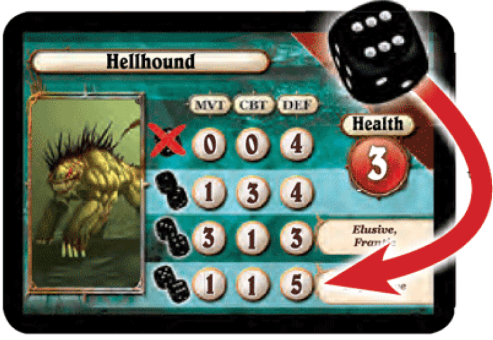 Hellhound
MVT CBT DEF
Health
3
0 0 4
1 3 4
3 1 3
Elusive,
1 1 5